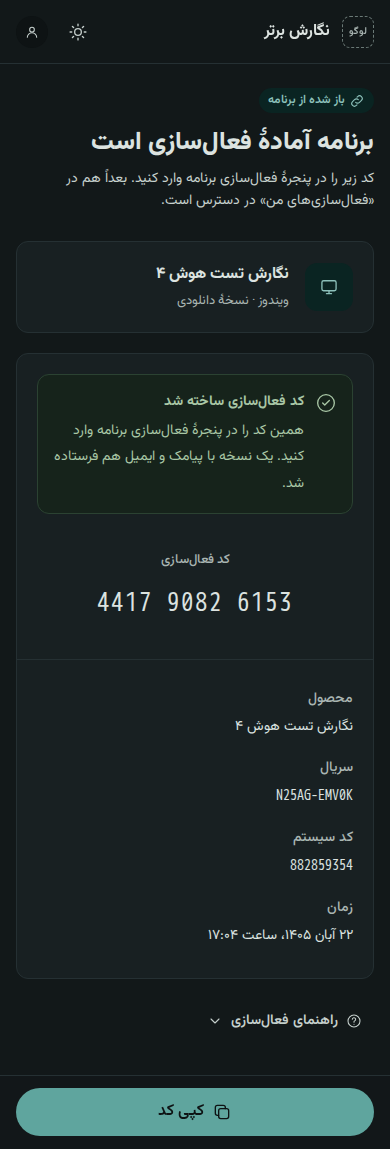 لوگو
نگارش برتر
باز شده از برنامه
برنامه آمادهٔ فعال‌سازی است
کد زیر را در پنجرهٔ فعال‌سازی برنامه وارد کنید. بعداً هم در
«فعال‌سازی‌های من» در دسترس است.
نگارش تست هوش ۴
ویندوز · نسخهٔ دانلودی
کد فعال‌سازی ساخته شد
همین کد را در پنجرهٔ فعال‌سازی برنامه وارد
کنید. یک نسخه با پیامک و ایمیل هم فرستاده
شد.
کد فعال‌سازی
4417 9082 6153
محصول
نگارش تست هوش ۴
سریال
N25AG-EMV0K
کد سیستم
882859354
زمان
۲۲ آبان ۱۴۰۵، ساعت ۱۷:۰۴
راهنمای فعال‌سازی
کپی کد